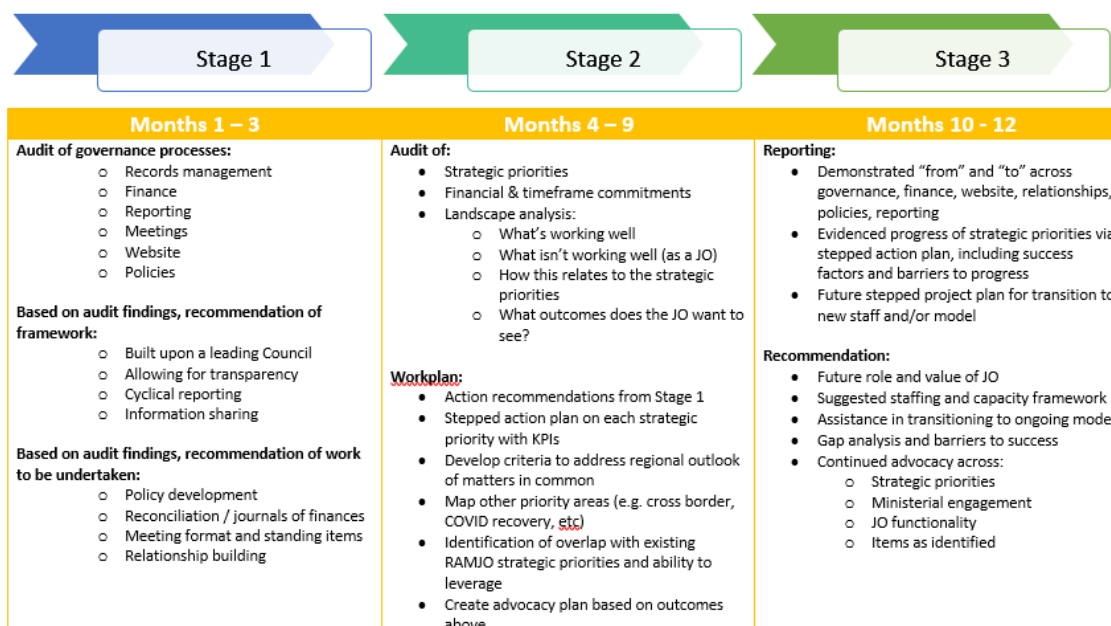 Stage 1
Stage 2
Stage 3
Months 1 – 3
Months 4 – 9
Months 10 - 12
Audit of governance processes:
o Records management
o Finance
o Reporting
o Meetings
o Website
o Policies
Based on audit findings, recommendation of
framework:
o Built upon a leading Council
o Allowing for transparency
o Cyclical reporting
o Information sharing
Based on audit findings, recommendation of work
to be undertaken:
o Policy development
o Reconciliation / journals of finances
o Meeting format and standing items
o Relationship building
Audit of:
• Strategic priorities
• Financial & timeframe commitments
• Landscape analysis:
o What's working well
o What isn't working well (as a JO)
o How this relates to the strategic
priorities
o What outcomes does the JO want to
see?
Workplan:
• Action recommendations from Stage 1
• Stepped action plan on each strategic
priority with KPIs
• Develop criteria to address regional outlook
of matters in common
• Map other priority areas (e.g. cross border,
COVID recovery, etc)
• Identification of overlap with existing
RAMJO strategic priorities and ability to
leverage
• Create advocacy plan based on outcomes
above
Reporting:
• Demonstrated "from" and "to" across
governance, finance, website, relationships,
policies, reporting
• Evidenced progress of strategic priorities via
stepped action plan, including success
factors and barriers to progress
• Future stepped project plan for transition to
new staff and/or model
Recommendation:
• Future role and value of JO
• Suggested staffing and capacity framework
• Assistance in transitioning to ongoing mode
• Gap analysis and barriers to success
• Continued advocacy across:
o Strategic priorities
o Ministerial engagement
o JO functionality
o Items as identified